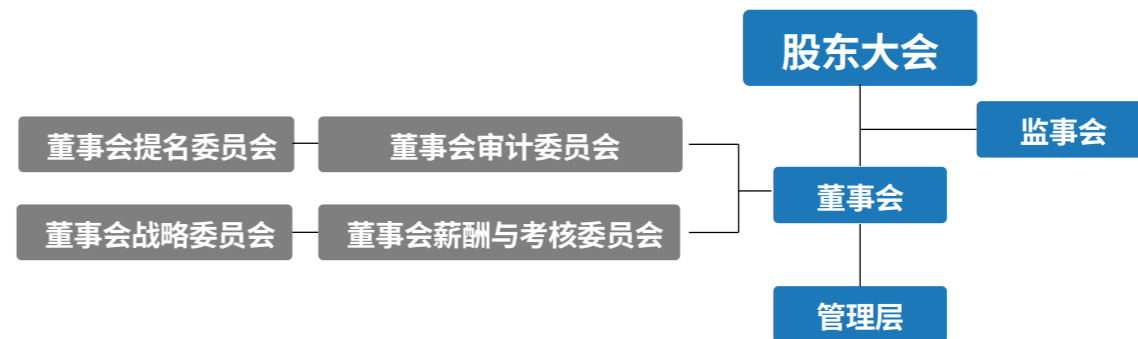 股东大会
监事会
董事会提名委员会
董事会审计委员会
董事会
董事会战略委员会
董事会薪酬与考核委员会
管理层